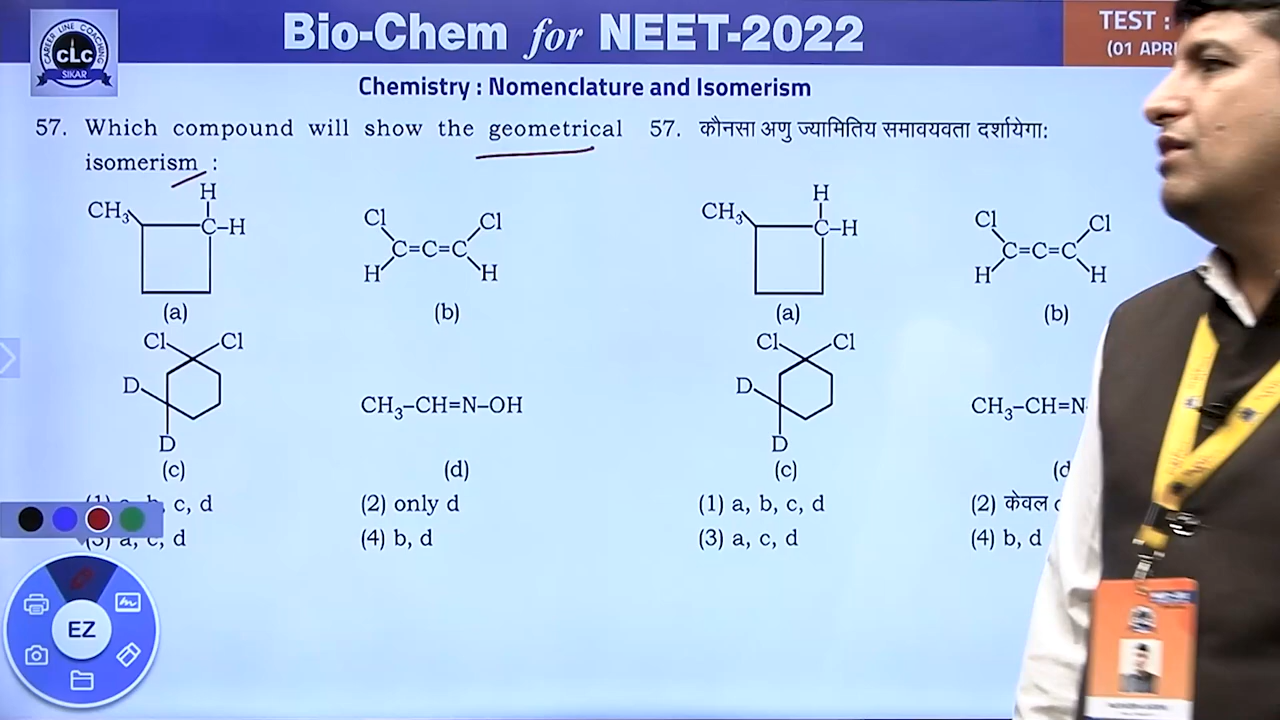 CAREER LINE COACHING
CLC
SIKAR
Bio-Chem for NEET-2022
TEST :
(01 APRI
Chemistry : Nomenclature and Isomerism
57. Which compound will show the geometrical
isomerism :
CH₃ H
C–H
(a)
Cl Cl
C=C=C
H H
(b)
Cl Cl
D
D
(c)
CH₃–CH=N–OH
(d)
(1) a, b, c, d
(2) only d
(3) a, c, d
(4) b, d
57. कौनसा अणु ज्यामितिय समावयवता दर्शायेगा:
CH₃ H
C–H
(a)
Cl Cl
C=C=C
H H
(b)
Cl Cl
D
D
(c)
CH₃–CH=N
(d
(1) a, b, c, d
(2) केवल
(3) a, c, d
(4) b, d
EZ